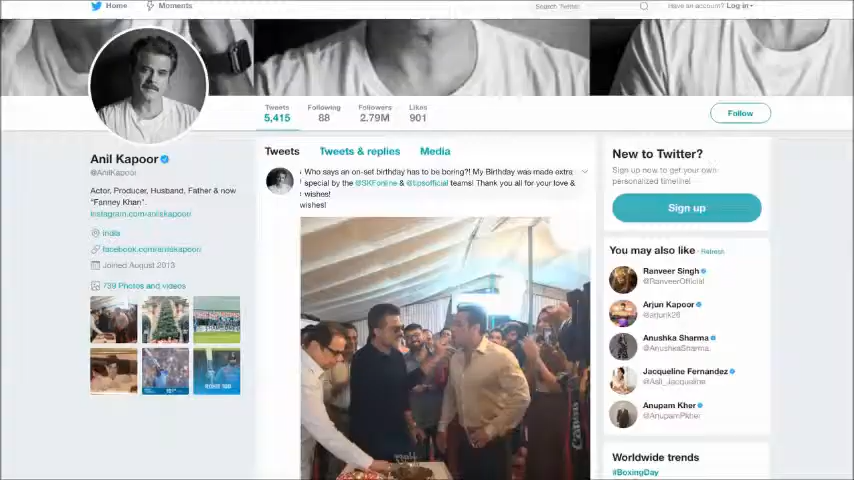 Home
Moments
Search Twitter
Have an account? Log in
Tweets
5,415
Following
88
Followers
2.79M
Likes
901
Follow
Anil Kapoor
@AnilKapoor
Actor, Producer, Husband, Father & now
"Fanney Khan".
instagram.com/anilskapoor/
India
facebook.com/anilskapoor/
Joined August 2013
739 Photos and videos
Tweets
Tweets & replies
Media
Who says an on-set birthday has to be boring?! My Birthday was made extra
special by the @SKFonline & @tipsofficial teams! Thank you all for your love &
wishes!
wishes!
Canon
New to Twitter?
Sign up now to get your own
personalized timeline!
Sign up
You may also like
Refresh
Ranveer Singh
@RanveerOfficial
Arjun Kapoor
@arjunk26
Anushka Sharma
@AnushkaSharma
Jacqueline Fernandez
@Asli_Jacqueline
Anupam Kher
@AnupamPKher
Worldwide trends
#BoxingDay